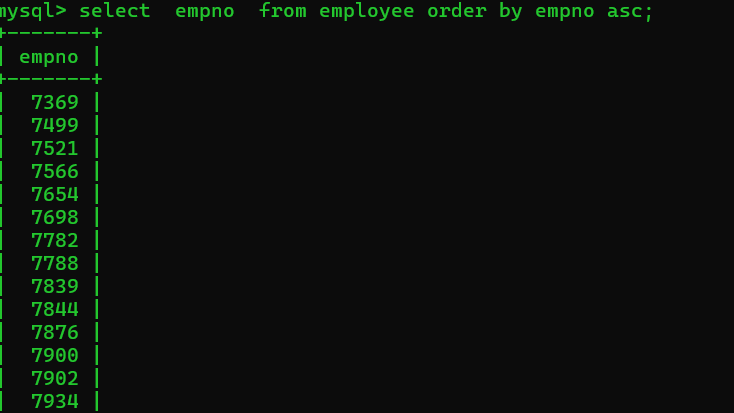 mysql> select  empno  from employee order by empno asc;
+-------+
| empno |
+-------+
|  7369 |
|  7499 |
|  7521 |
|  7566 |
|  7654 |
|  7698 |
|  7782 |
|  7788 |
|  7839 |
|  7844 |
|  7876 |
|  7900 |
|  7902 |
|  7934 |